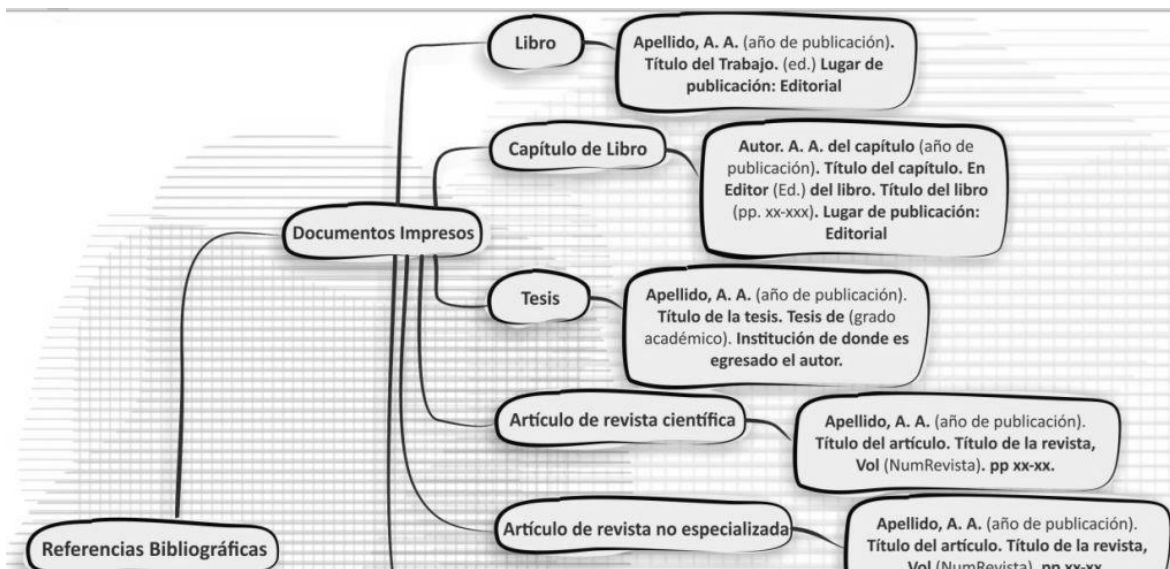 Libro
Apellido, A. A. (año de publicación).
Título del Trabajo. (ed.) Lugar de
publicación: Editorial
Capítulo de Libro
Autor. A. A. del capítulo (año de
publicación). Título del capítulo. En
Editor (Ed.) del libro. Título del libro
(pp. xx-xxx). Lugar de publicación:
Editorial
Documentos Impresos
Tesis
Apellido, A. A. (año de publicación).
Título de la tesis. Tesis de (grado
académico). Institución de donde es
egresado el autor.
Artículo de revista científica
Apellido, A. A. (año de publicación).
Título del artículo. Título de la revista,
Vol (NumRevista). pp xx-xx.
Artículo de revista no especializada
Apellido, A. A. (año de publicación).
Título del artículo. Título de la revista,
Vol (NumRevista). pp xx-xx
Referencias Bibliográficas